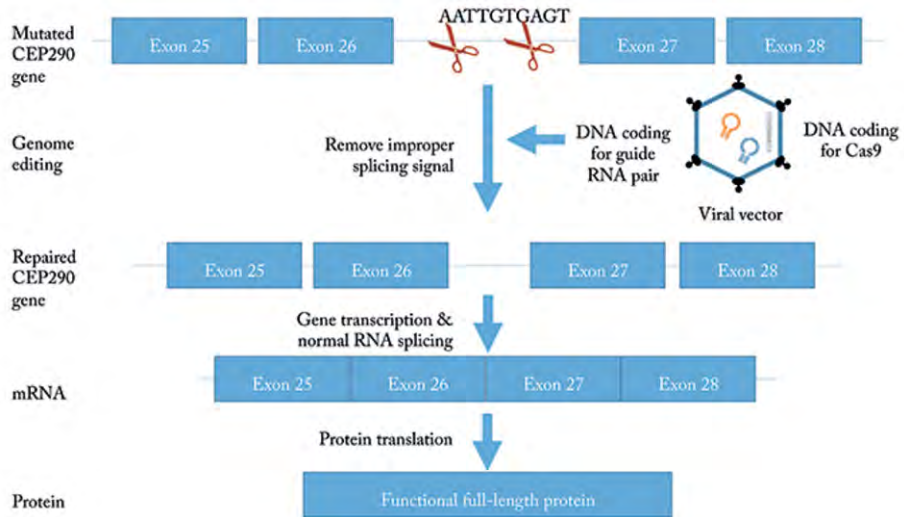 AATTGTGAGT
Mutated
CEP290
gene
Exon 25
Exon 26
Exon 27
Exon 28
Genome
editing
Remove improper
splicing signal
DNA coding
for guide
RNA pair
DNA coding
for Cas9
Viral vector
Repaired
CEP290
gene
Exon 25
Exon 26
Exon 27
Exon 28
Gene transcription &
normal RNA splicing
mRNA
Exon 25
Exon 26
Exon 27
Exon 28
Protein translation
Protein
Functional full-length protein